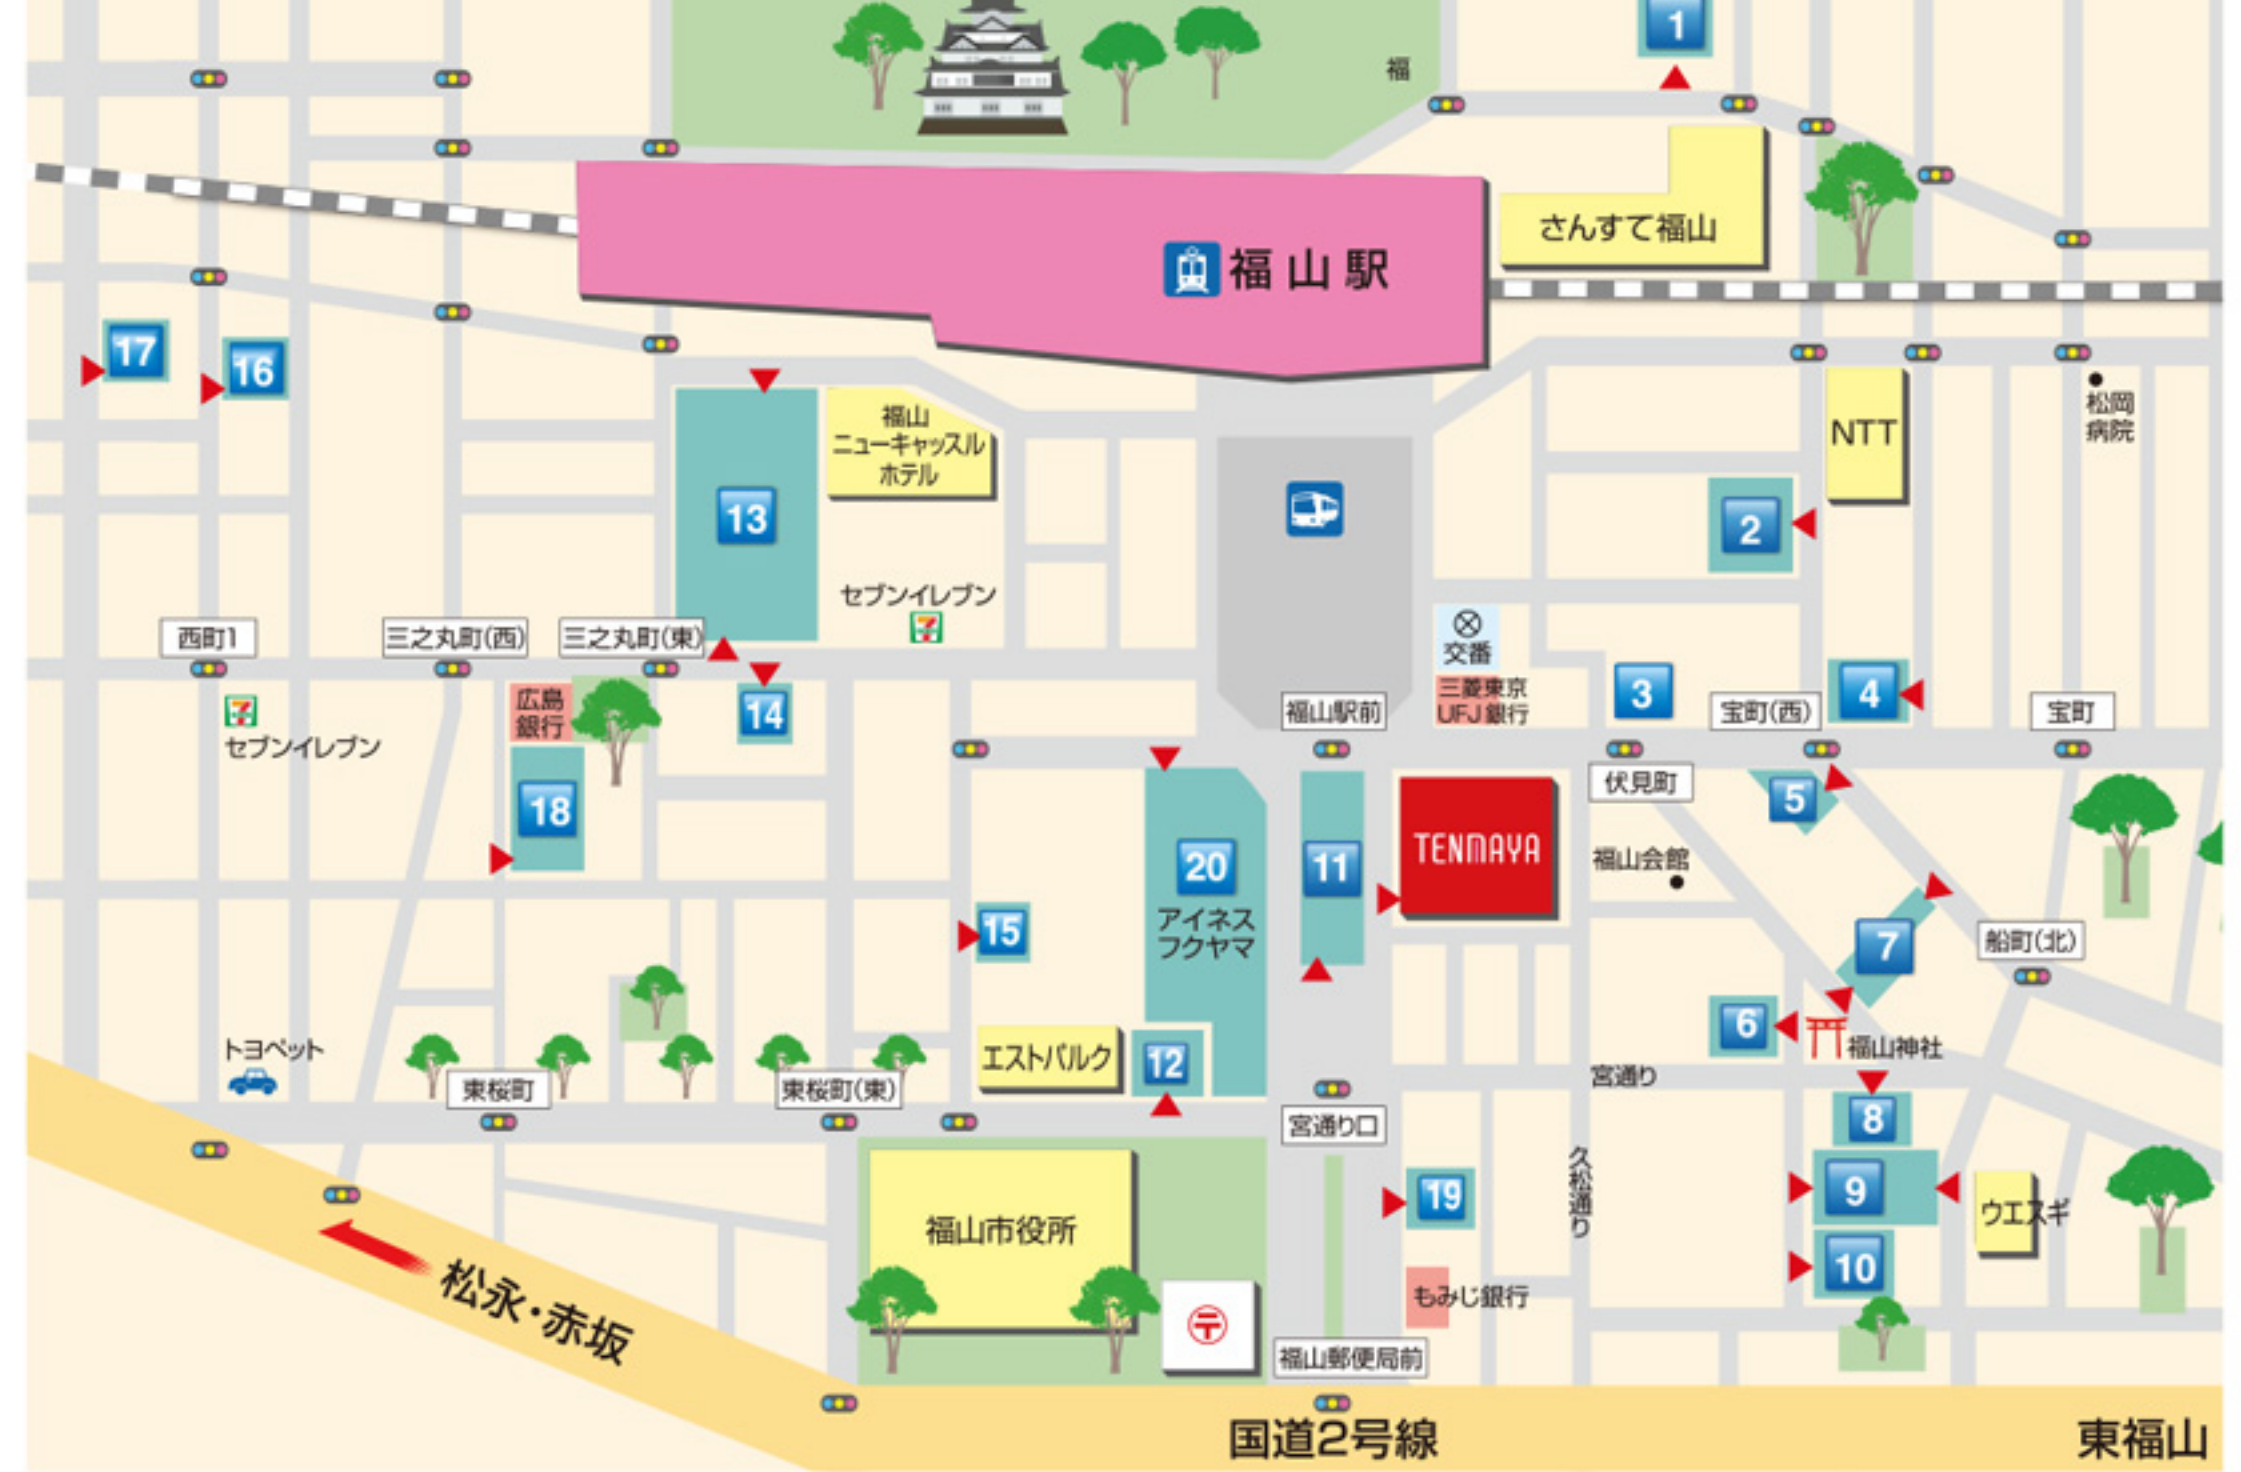 1
福
さんすて福山
福山駅
17
16
福山
ニューキャッスル
ホテル
NTT
松岡
病院
13
2
セブンイレブン
西町1
三之丸町(西)
三之丸町(東)
交番
三菱東京
UFJ銀行
3
4
宝町(西)
宝町
福山駅前
広島
銀行
14
セブンイレブン
伏見町
5
18
20
アイネス
フクヤマ
11
TENMAYA
福山会館
15
7
船町(北)
6
福山神社
トヨペット
東桜町
東桜町(東)
エストパルク
12
宮通り
宮通り口
8
久松通り
19
9
ウエスギ
福山市役所
10
もみじ銀行
〒
福山郵便局前
松永・赤坂
国道2号線
東福山